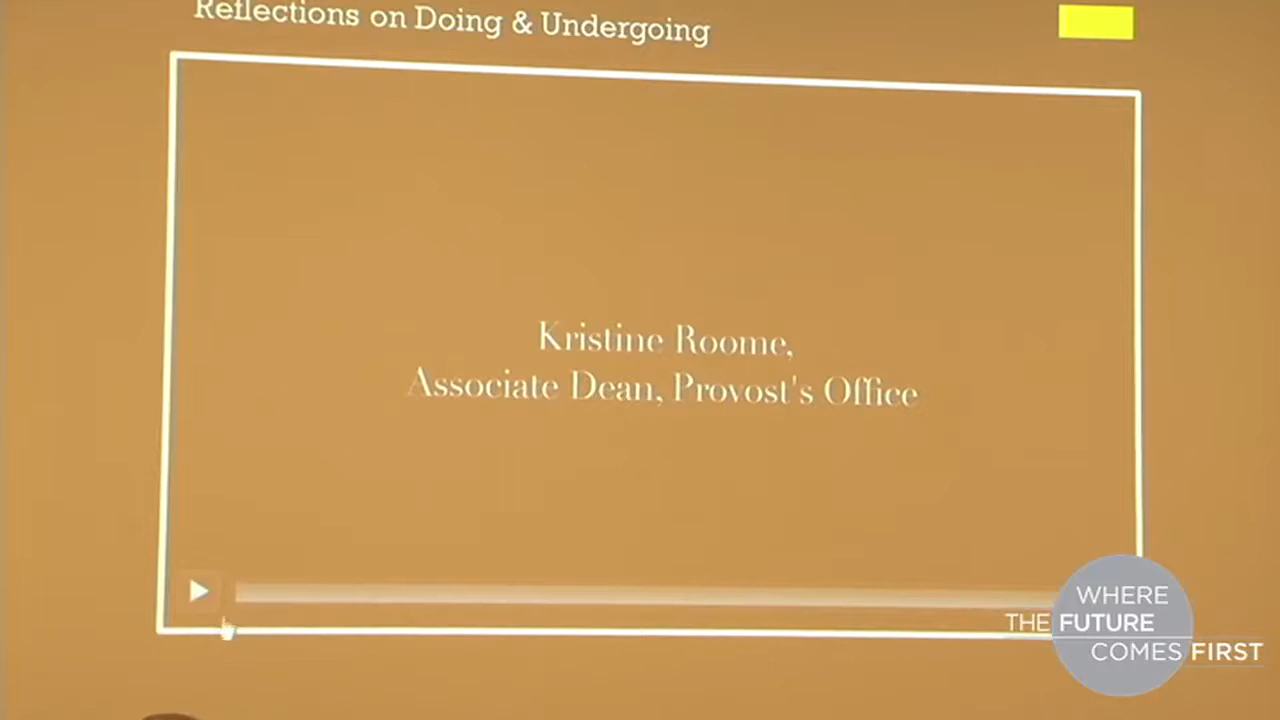 Reflections on Doing & Undergoing
Kristine Roome,
Associate Dean, Provost's Office
WHERE
THE FUTURE
COMES FIRST